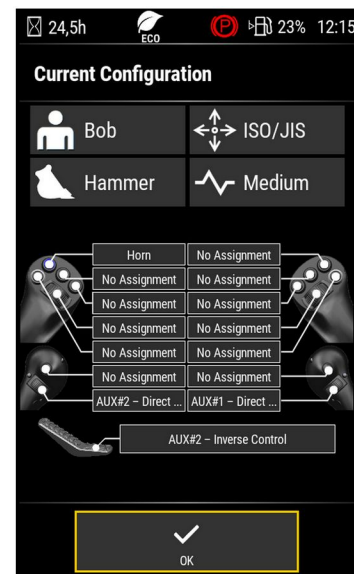 24,5h ECO P 23% 12:15
Current Configuration
Bob ISO/JIS
Hammer Medium
Horn No Assignment
No Assignment No Assignment
No Assignment No Assignment
No Assignment No Assignment
No Assignment No Assignment
No Assignment No Assignment
AUX#2 – Direct ... AUX#1 – Direct ...
AUX#2 – Inverse Control
OK